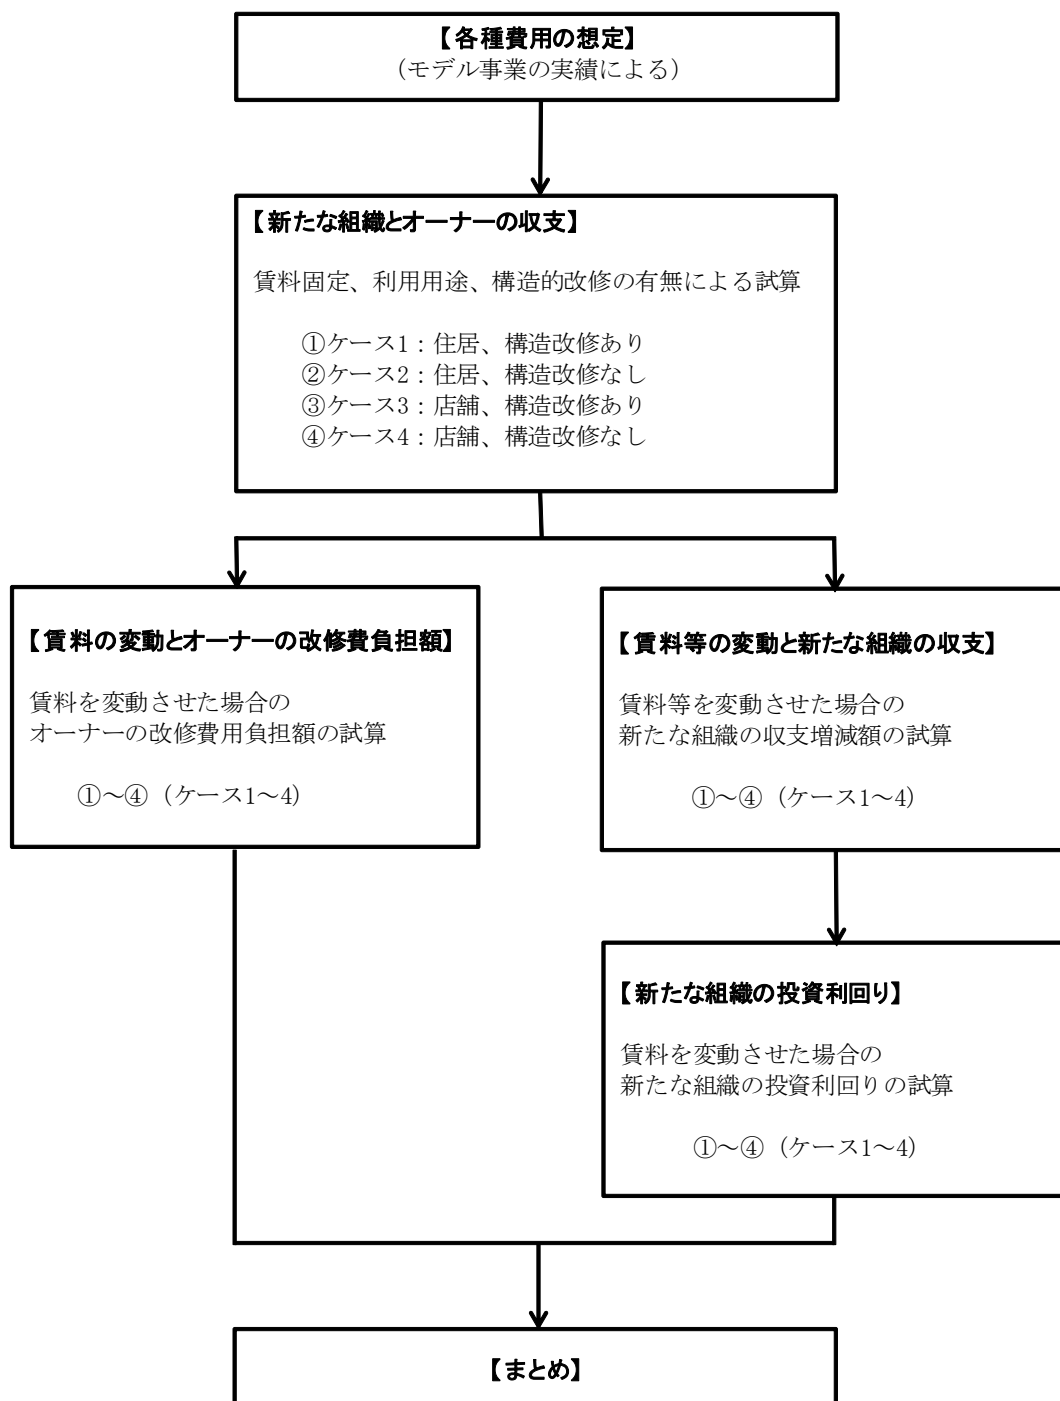 【各種費用の想定】
（モデル事業の実績による）
【新たな組織とオーナーの収支】
賃料固定、利用用途、構造的改修の有無による試算
①ケース1：住居、構造改修あり
②ケース2：住居、構造改修なし
③ケース3：店舗、構造改修あり
④ケース4：店舗、構造改修なし
【賃料の変動とオーナーの改修費負担額】
賃料を変動させた場合の
オーナーの改修費用負担額の試算
①～④（ケース1～4）
【賃料等の変動と新たな組織の収支】
賃料等を変動させた場合の
新たな組織の収支増減額の試算
①～④（ケース1～4）
【新たな組織の投資利回り】
賃料を変動させた場合の
新たな組織の投資利回りの試算
①～④（ケース1～4）
【まとめ】